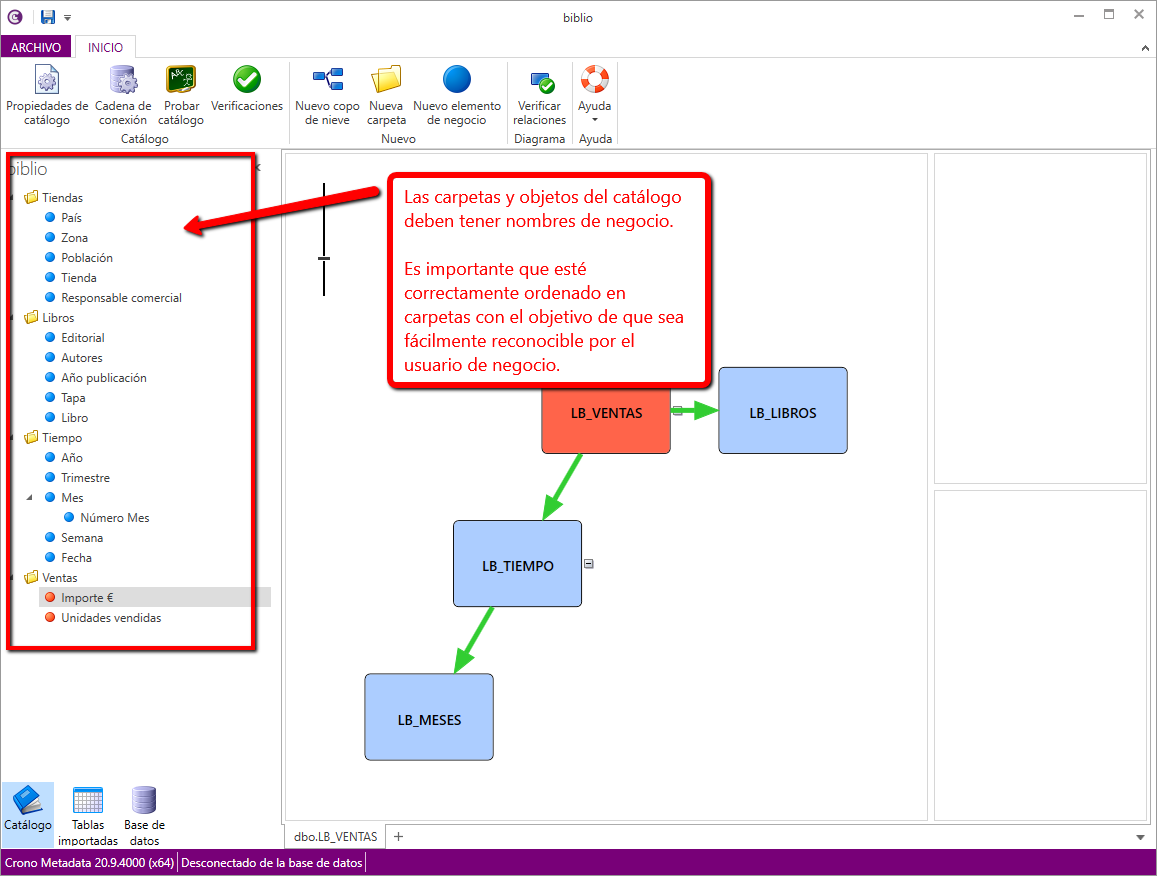 biblio
ARCHIVO
INICIO
Propiedades de catálogo
Cadena de conexión
Probar catálogo
Verificaciones
Catálogo
Nuevo copo de nieve
Nueva carpeta
Nuevo elemento de negocio
Nuevo
Verificar relaciones
Diagrama
Ayuda
Ayuda
biblio
Tiendas
País
Zona
Población
Tienda
Responsable comercial
Libros
Editorial
Autores
Año publicación
Tapa
Libro
Tiempo
Año
Trimestre
Mes
Número Mes
Semana
Fecha
Ventas
Importe €
Unidades vendidas
Las carpetas y objetos del catálogo
deben tener nombres de negocio.
Es importante que esté
correctamente ordenado en
carpetas con el objetivo de que sea
fácilmente reconocible por el
usuario de negocio.
LB_VENTAS
LB_LIBROS
LB_TIEMPO
LB_MESES
Catálogo
Tablas importadas
Base de datos
dbo.LB_VENTAS
Crono Metadata 20.9.4000 (x64)
Desconectado de la base de datos